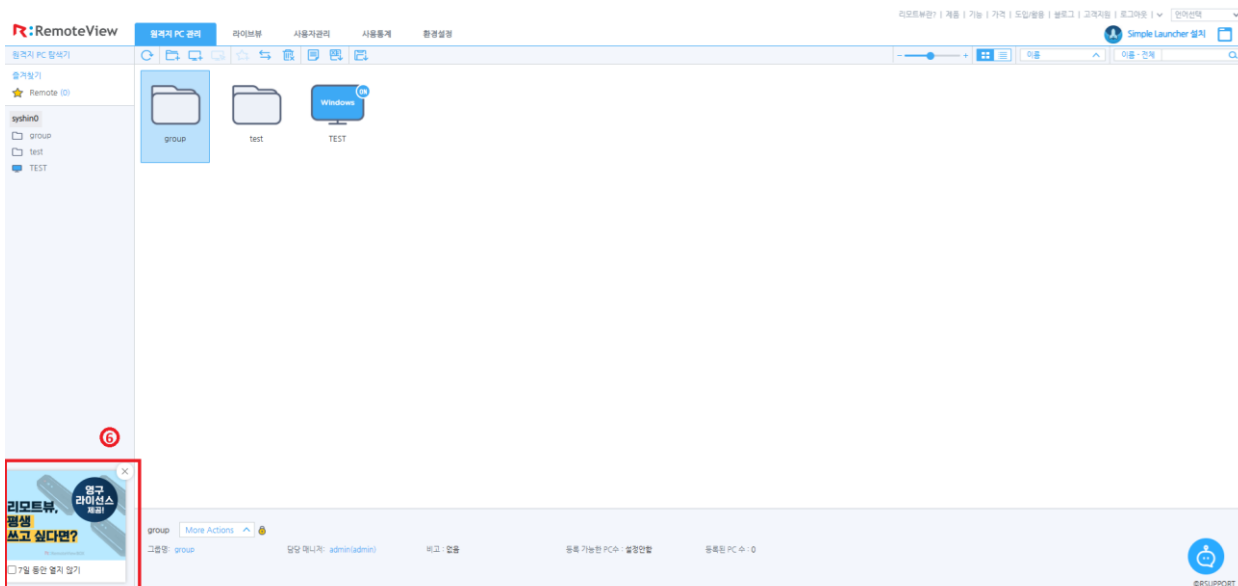 리모트뷰란? | 제품 | 기능 | 가격 | 도입/활용 | 블로그 | 고객지원 | 로그아웃 | 언어선택
RemoteView
원격지 PC 관리 라이브뷰 사용자관리 사용통계 환경설정
Simple Launcher 설치
원격지 PC 탐색기
이름
이름 - 전체
즐겨찾기
Remote (0)
syshin0
group
test
TEST
Windows
ON
group test TEST
6
영구
라이선스
제공!
리모트뷰,
평생
쓰고 싶다면?
7일 동안 열지 않기
group More Actions
그룹명: group 담당 매니저: admin(admin) 비고 : 없음 등록 가능한 PC수 : 설정안함 등록된 PC 수 : 0
©RSUPPORT